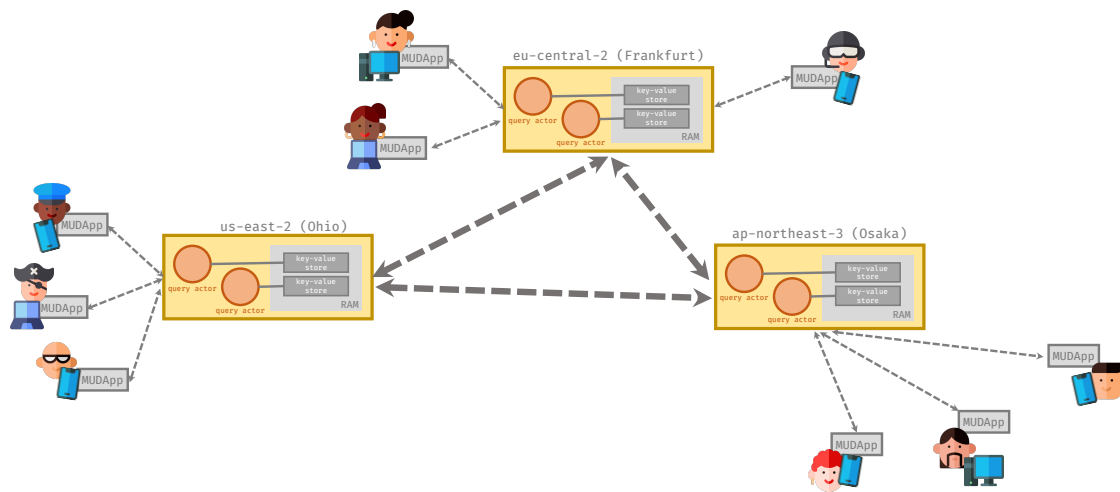 MUDApp
eu-central-2 (Frankfurt)
key-value
store
key-value
store
query actor
query actor
RAM
MUDApp
MUDApp
MUDApp
us-east-2 (Ohio)
key-value
store
key-value
store
query actor
query actor
RAM
MUDApp
MUDApp
ap-northeast-3 (Osaka)
key-value
store
key-value
store
query actor
query actor
RAM
MUDApp
MUDApp
MUDApp